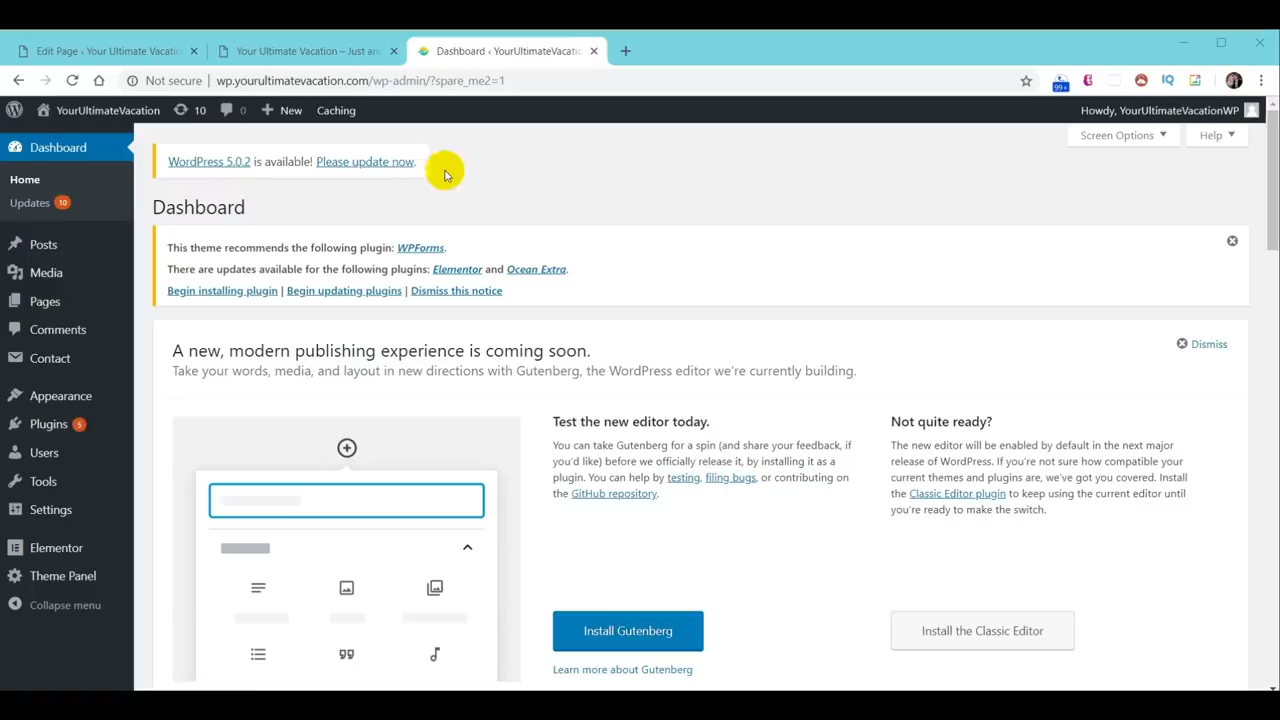 Edit Page ‹ Your Ultimate Vacatio
Your Ultimate Vacation – Just an
Dashboard ‹ YourUltimateVacati
Not secure
wp.yourultimatevacation.com/wp-admin/?spare_me2=1
99+
IQ
YourUltimateVacation
10
0
New
Caching
Howdy, YourUltimateVacationWP
Dashboard
Home
Updates 10
Posts
Media
Pages
Comments
Contact
Appearance
Plugins 5
Users
Tools
Settings
Elementor
Theme Panel
Collapse menu
Screen Options
Help
WordPress 5.0.2 is available! Please update now.
Dashboard
This theme recommends the following plugin: WPForms.
There are updates available for the following plugins: Elementor and Ocean Extra.
Begin installing plugin | Begin updating plugins | Dismiss this notice
A new, modern publishing experience is coming soon.
Dismiss
Take your words, media, and layout in new directions with Gutenberg, the WordPress editor we're currently building.
Test the new editor today.
You can take Gutenberg for a spin (and share your feedback, if
you'd like) before we officially release it, by installing it as a
plugin. You can help by testing, filing bugs, or contributing on
the GitHub repository.
Install Gutenberg
Learn more about Gutenberg
Not quite ready?
The new editor will be enabled by default in the next major
release of WordPress. If you're not sure how compatible your
current themes and plugins are, we've got you covered. Install
the Classic Editor plugin to keep using the current editor until
you're ready to make the switch.
Install the Classic Editor